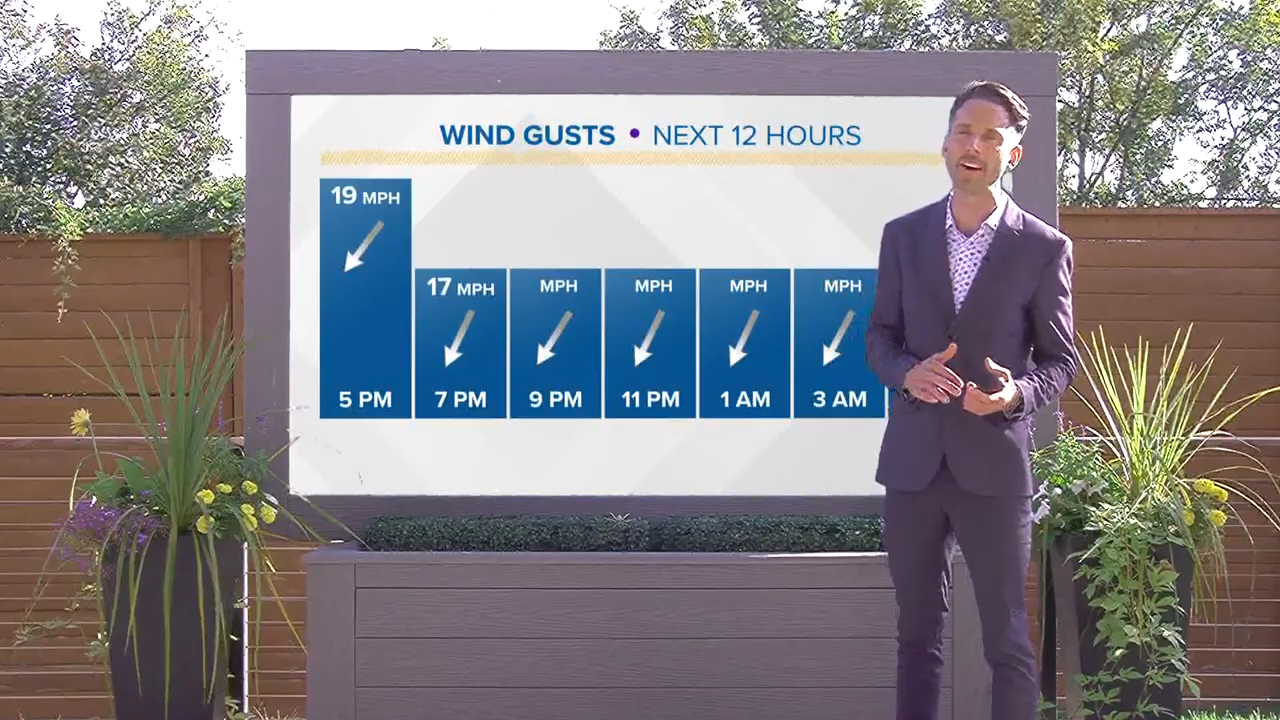 WIND GUSTS • NEXT 12 HOURS
19 MPH
17 MPH MPH MPH MPH MPH
5 PM 7 PM 9 PM 11 PM 1 AM 3 AM